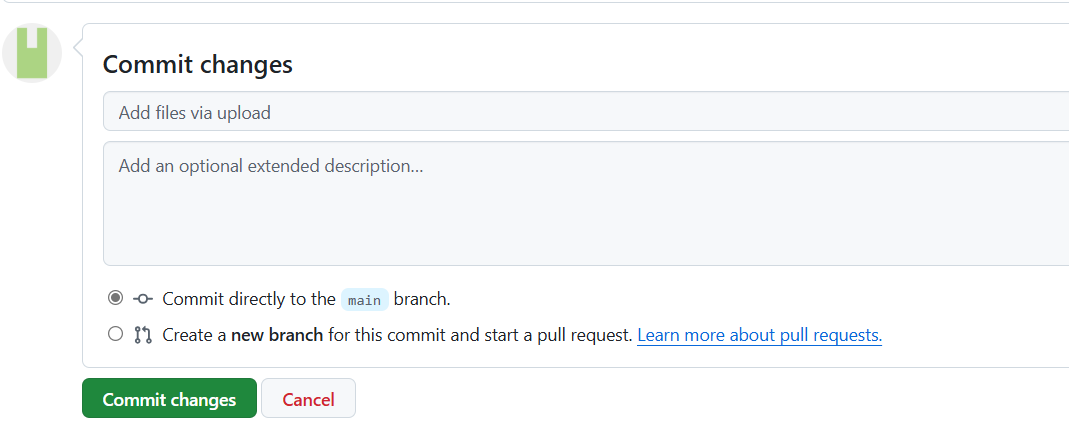 Commit changes
Add files via upload
Add an optional extended description...
Commit directly to the main branch.
Create a new branch for this commit and start a pull request. Learn more about pull requests.
Commit changes
Cancel